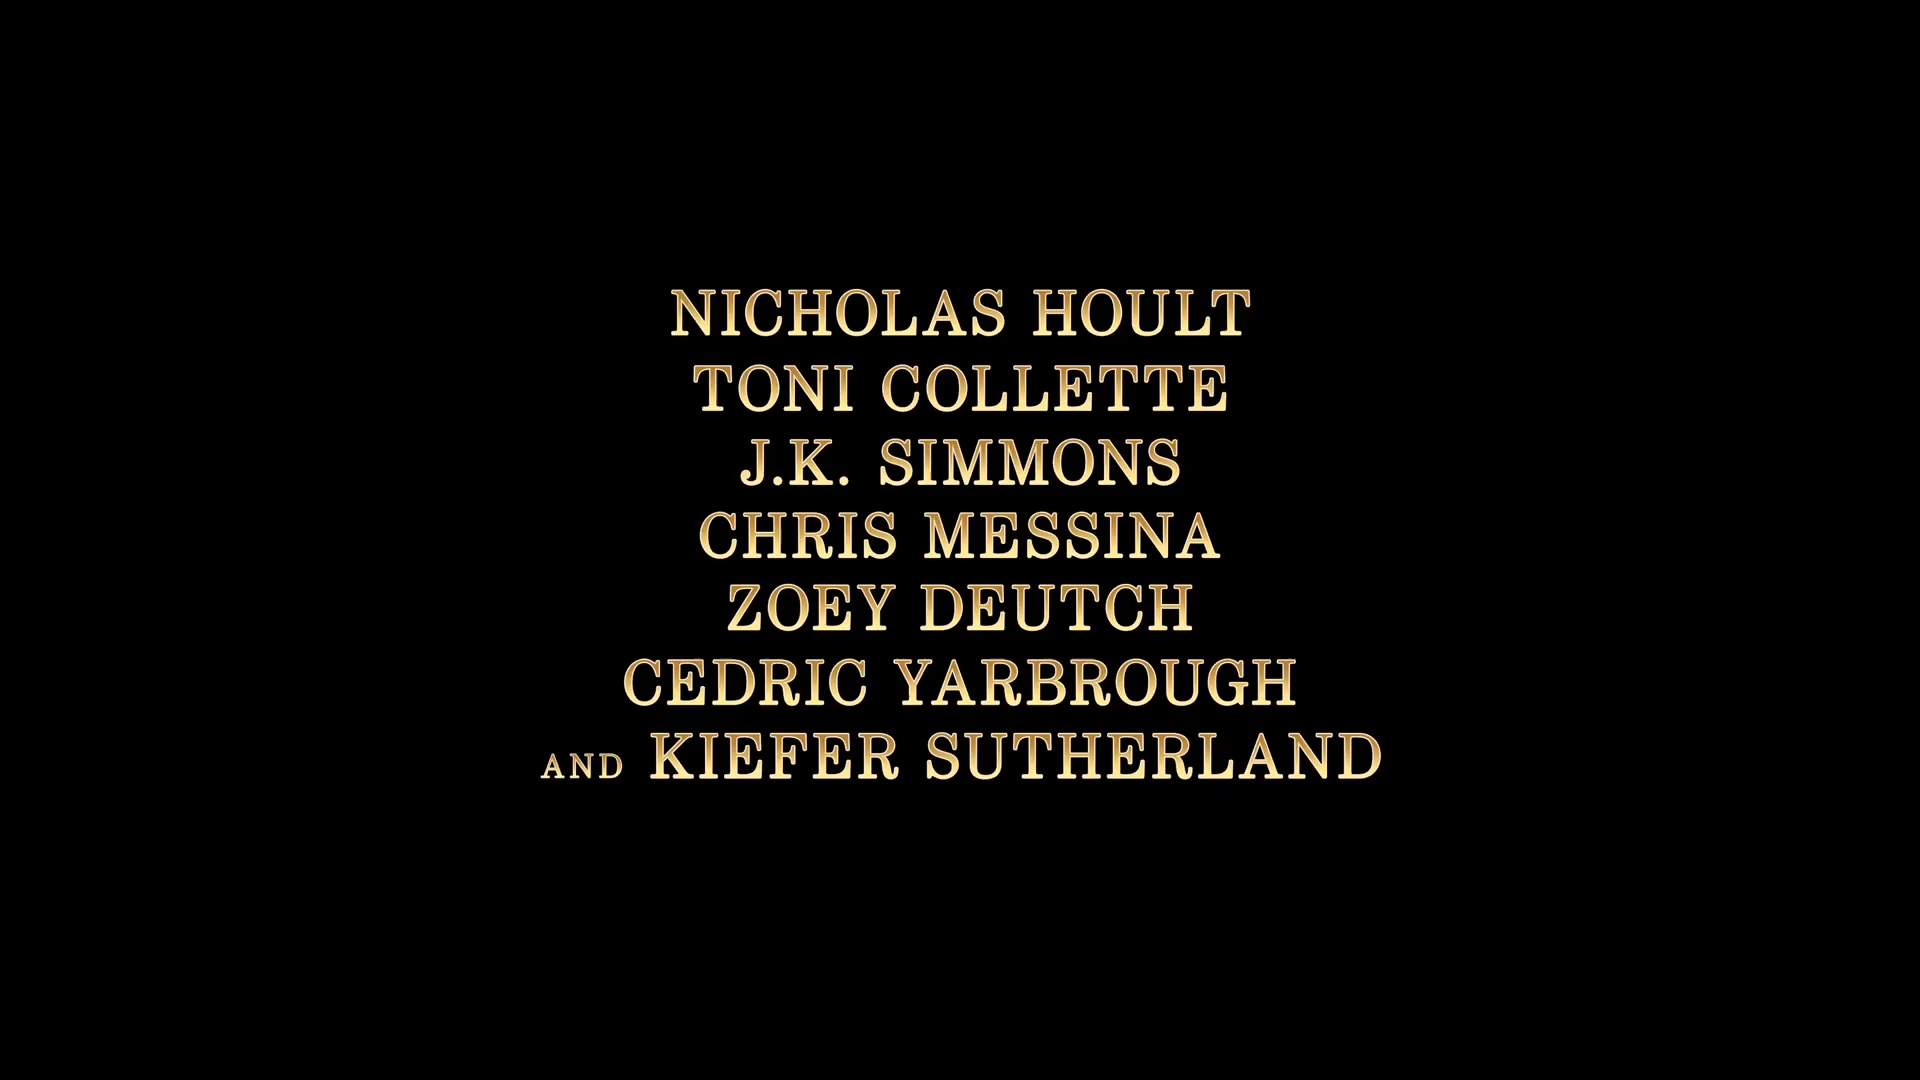 NICHOLAS HOULT
TONI COLLETTE
J.K. SIMMONS
CHRIS MESSINA
ZOEY DEUTCH
CEDRIC YARBROUGH
AND KIEFER SUTHERLAND